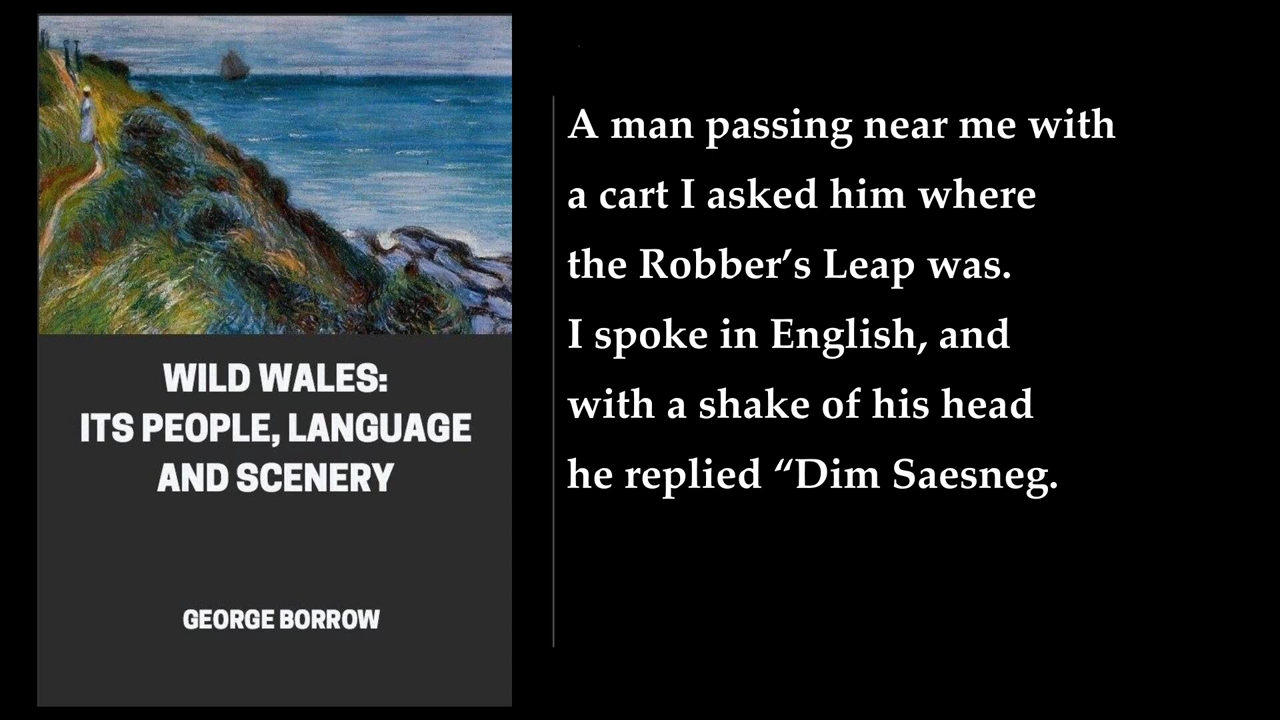 WILD WALES:
ITS PEOPLE, LANGUAGE
AND SCENERY
GEORGE BORROW
A man passing near me with
a cart I asked him where
the Robber’s Leap was.
I spoke in English, and
with a shake of his head
he replied “Dim Saesneg.